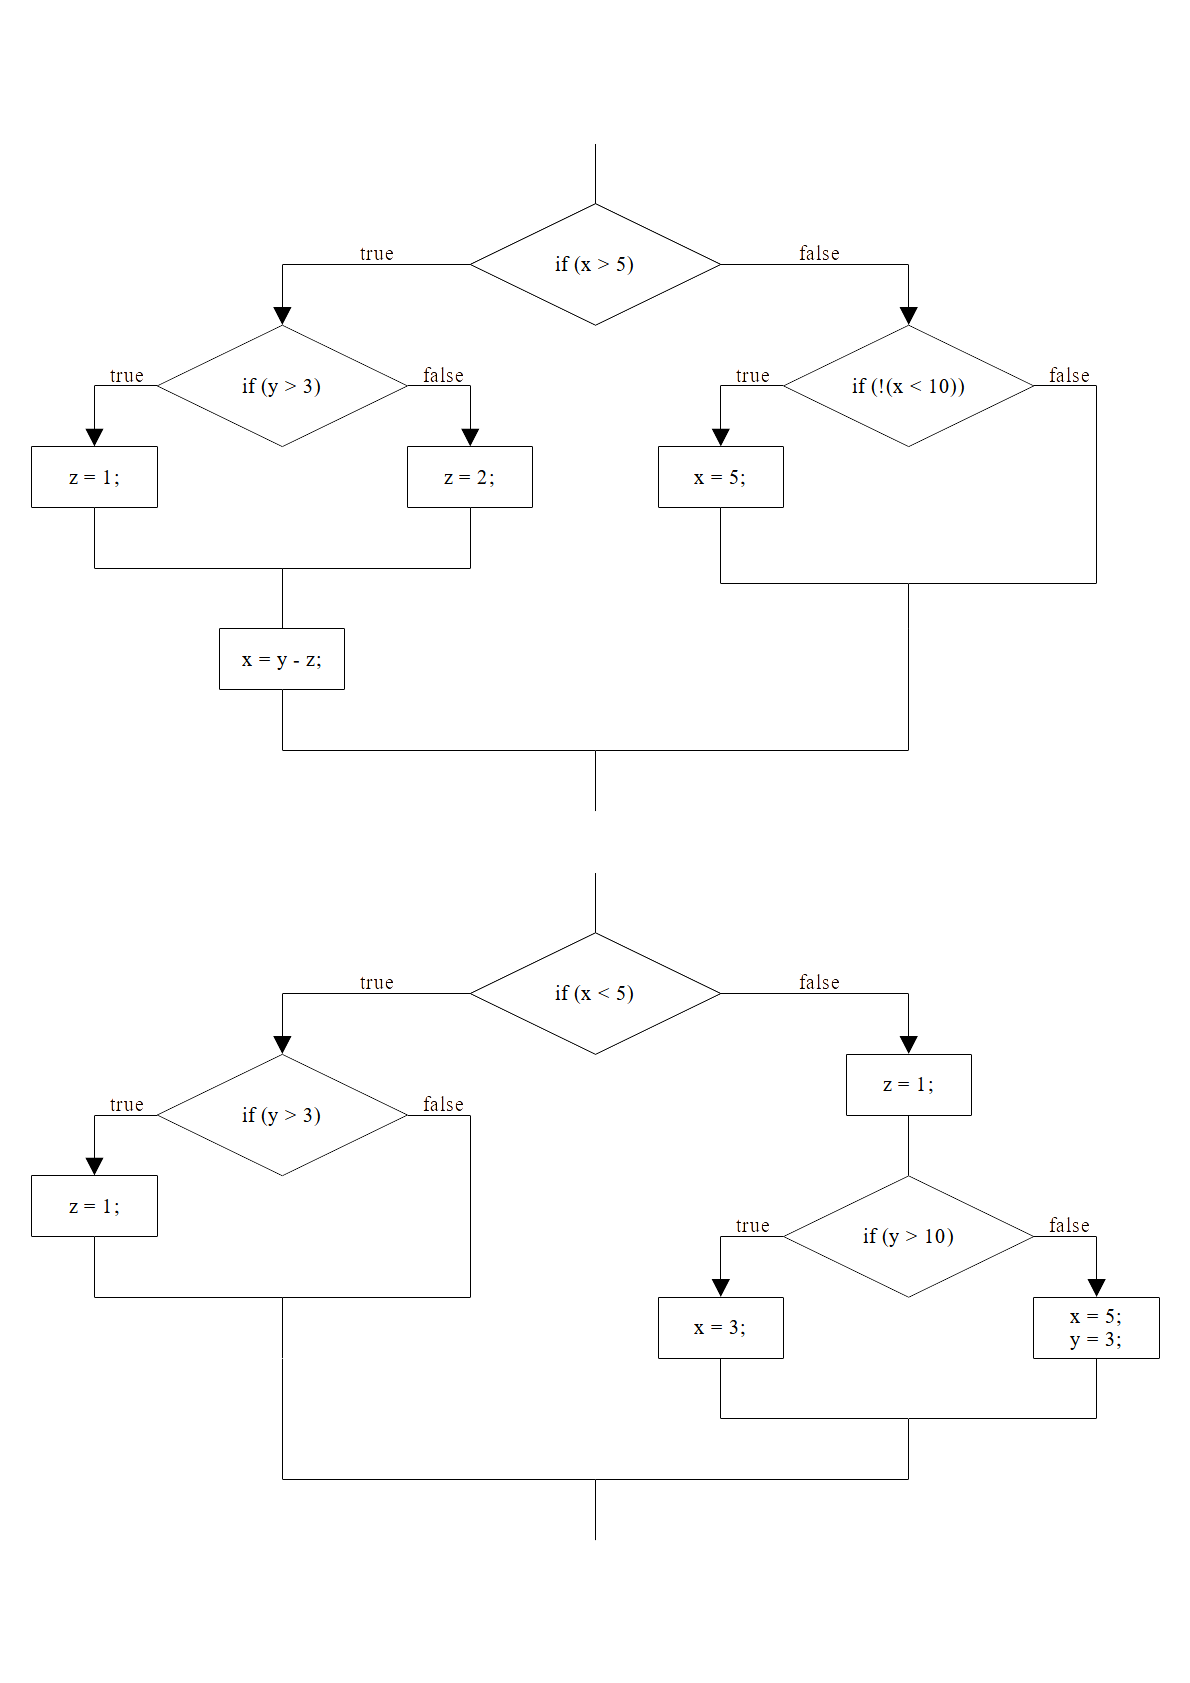 if (x > 5)
true
false
if (y > 3)
true
false
if (!(x < 10))
true
false
z = 1;
z = 2;
x = 5;
x = y - z;
if (x < 5)
true
false
z = 1;
if (y > 3)
true
false
z = 1;
if (y > 10)
true
false
x = 3;
x = 5;
y = 3;